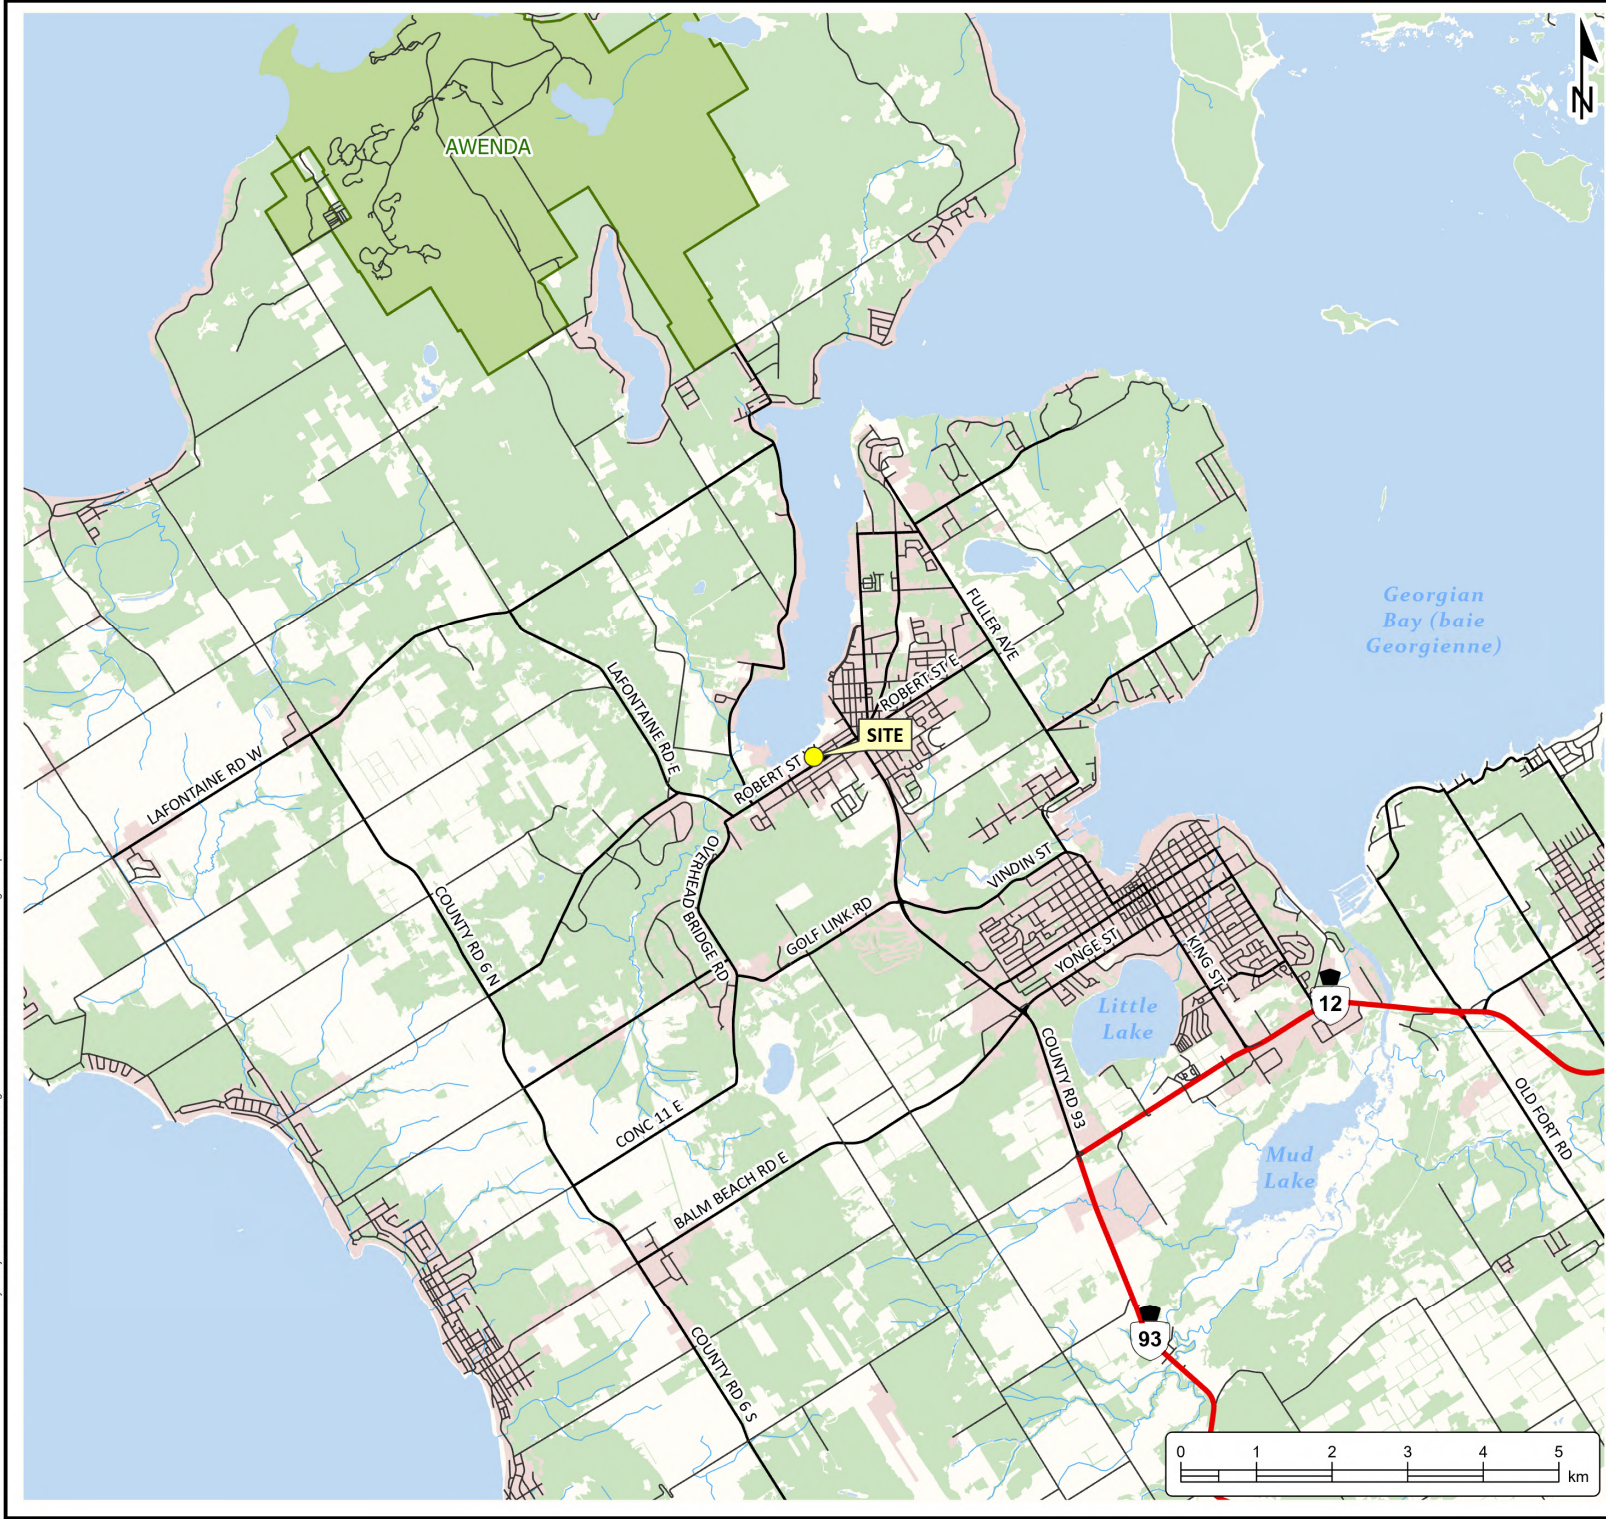 N
AWENDA
Georgian
Bay (baie
Georgienne)
FULLER AVE
ROBERT ST E
LAFONTAINE RD E
SITE
LAFONTAINE RD W
ROBERT ST
OVERHEAD BRIDGE RD
VINDIN ST
COUNTY RD 6 N
GOLF LINK RD
YONGE ST
KING ST
Little
Lake
12
COUNTY RD 93
OLD FORT RD
CONC 11 E
Mud
Lake
BALM BEACH RD E
93
COUNTY RD 6 S
0 1 2 3 4 5
km